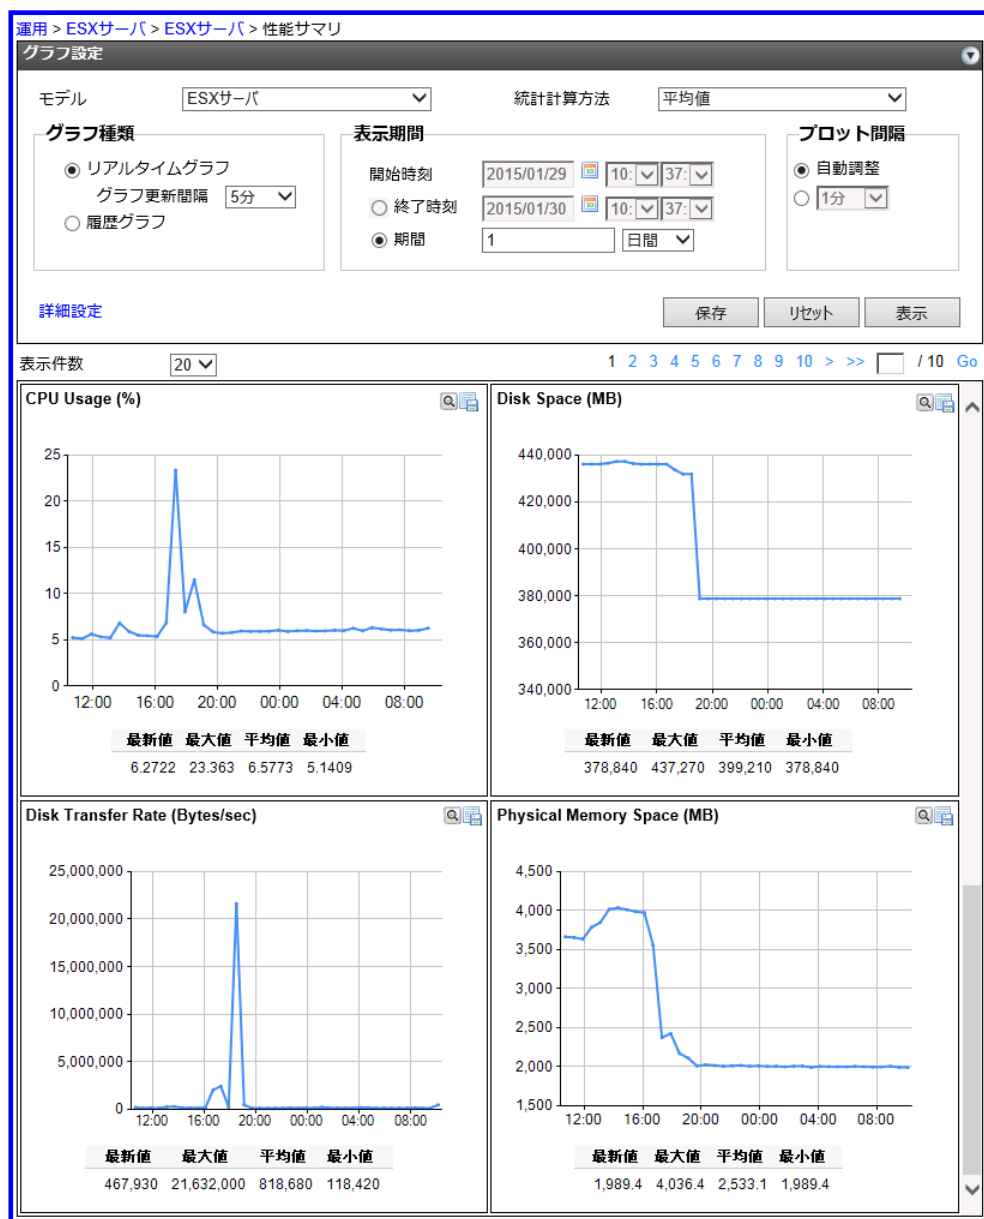 運用 > ESXサーバ > ESXサーバ > 性能サマリ
グラフ設定
モデル ESXサーバ 統計計算方法 平均値
グラフ種類 表示期間 プロット間隔
リアルタイムグラフ 開始時刻 2015/01/29 10: 37: 自動調整
グラフ更新間隔 5分 終了時刻 2015/01/30 10: 37: 1分
履歴グラフ 期間 1 日間
詳細設定 保存 リセット 表示
表示件数 20 1 2 3 4 5 6 7 8 9 10 > >> / 10 Go
CPU Usage (%)
25
20
15
10
5
0
12:00 16:00 20:00 00:00 04:00 08:00
最新値 最大値 平均値 最小値
6.2722 23.363 6.5773 5.1409
Disk Space (MB)
440,000
420,000
400,000
380,000
360,000
340,000
12:00 16:00 20:00 00:00 04:00 08:00
最新値 最大値 平均値 最小値
378,840 437,270 399,210 378,840
Disk Transfer Rate (Bytes/sec)
25,000,000
20,000,000
15,000,000
10,000,000
5,000,000
0
12:00 16:00 20:00 00:00 04:00 08:00
最新値 最大値 平均値 最小値
467,930 21,632,000 818,680 118,420
Physical Memory Space (MB)
4,500
4,000
3,500
3,000
2,500
2,000
1,500
12:00 16:00 20:00 00:00 04:00 08:00
最新値 最大値 平均値 最小値
1,989.4 4,036.4 2,533.1 1,989.4